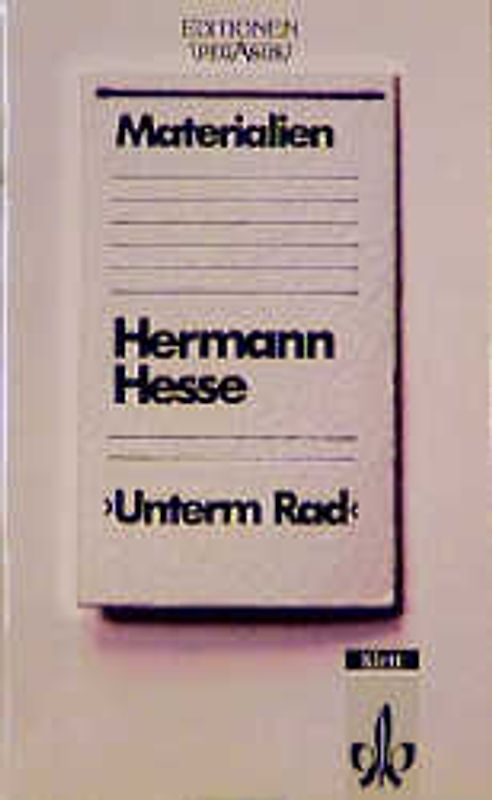 EDITIONEN
Materialien
Hermann
Hesse
›Unterm Rad‹
Klett